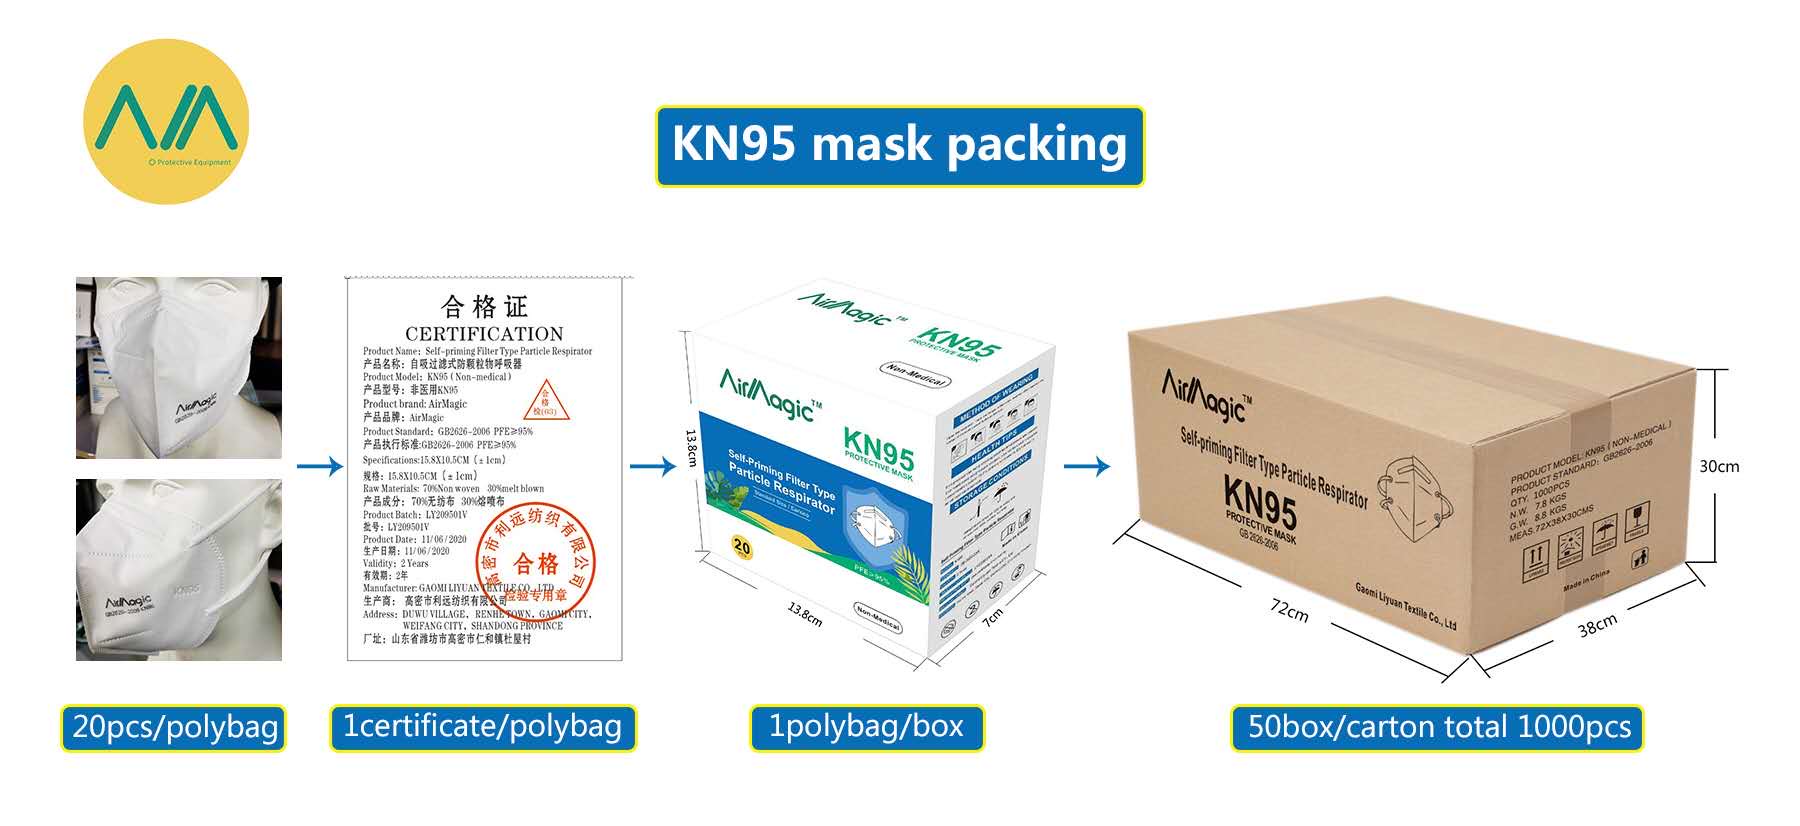 Protective Equipment
KN95 mask packing
AirMagic
GB2626-2006 KN95
KN95
AirMagic
GB2626-2006 KN95
20pcs/polybag
合格证
CERTIFICATION
Product Name: Self-priming Filter Type Particle Respirator
产品名称: 自吸过滤式防颗粒物呼吸器
Product Model: KN95 (Non-medical)
产品型号: 非医用KN95
Product brand: AirMagic
产品品牌: AirMagic
Product Standard: GB2626-2006 PFE≥95%
产品执行标准:GB2626-2006 PFE≥95%
Specifications:15.8X10.5CM (±1cm)
规格: 15.8X10.5CM (±1cm)
Raw Materials: 70%Non woven 30%melt blown
产品成分: 70%无纺布 30%熔喷布
Product Batch: LY209501V
批号: LY209501V
Product Date: 11/06/2020
生产日期: 11/06/2020
Validity: 2 Years
有效期: 2年
Manufacturer: GAOMI LIYUAN TEXTILE CO., LTD
生产商: 高密市利远纺织有限公司
Address: DUWU VILLAGE, RENHE TOWN, GAOMI CITY,
WEIFANG CITY, SHANDONG PROVINCE
厂址: 山东省潍坊市高密市仁和镇杜屋村
合
格
检(03)
高密市利远纺织有限公司
合格
检验专用章
1certificate/polybag
AirMagic™
KN95
PROTECTIVE MASK
Non-Medical
AirMagic™
KN95
PROTECTIVE MASK
Self-Priming Filter Type
Particle Respirator
20
PFE≥95%
Non-Medical
METHOD OF WEARING
HEALTH TIPS
STORAGE CONDITIONS
13.8cm
13.8cm
7cm
1polybag/box
AirMagic™
Self-priming Filter Type Particle Respirator
KN95
PROTECTIVE MASK
GB 2626-2006
Gaomi Liyuan Textile Co., Ltd
PRODUCT MODEL: KN95 (NON-MEDICAL)
PRODUCT STANDARD: GB2626-2006
QTY. 1000PCS
N.W. 7.8 KGS
G.W. 8.8 KGS
MEAS.72X38X30CMS
Made in China
30cm
72cm
38cm
50box/carton total 1000pcs